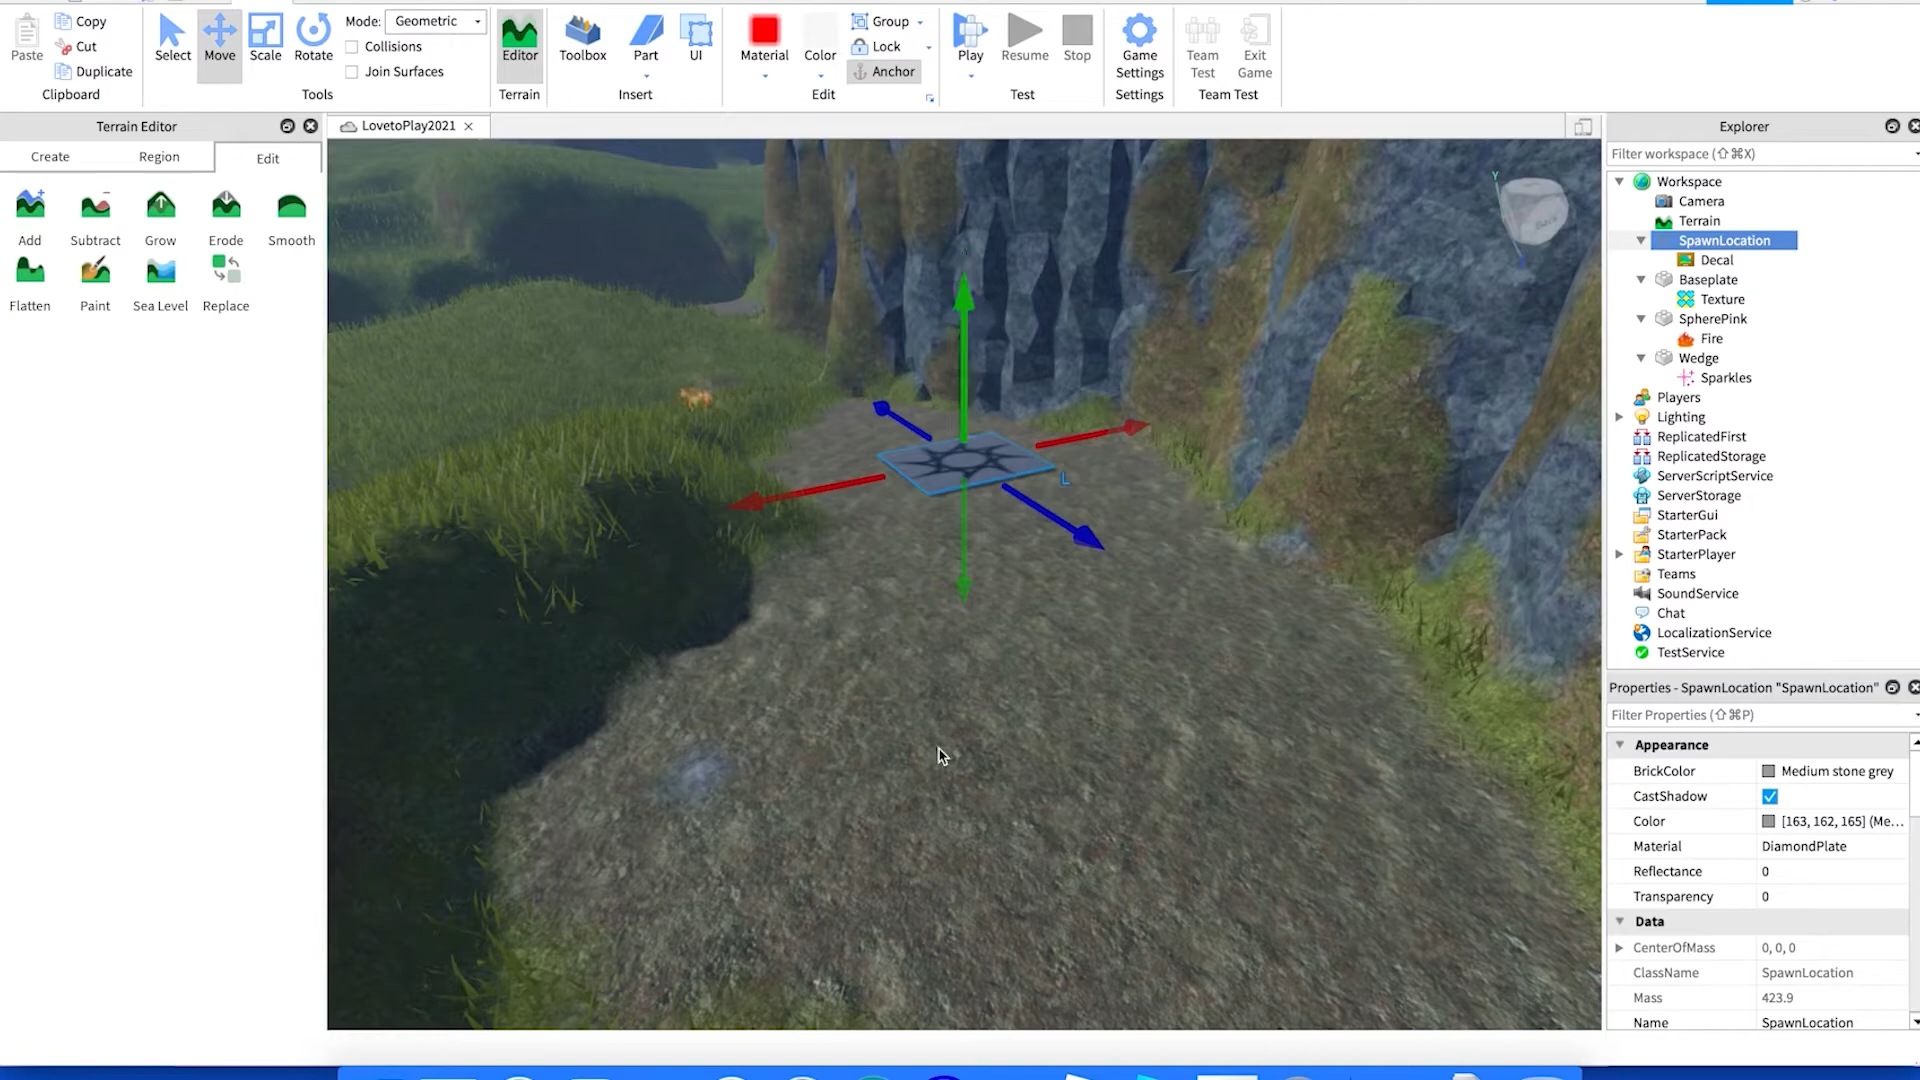 Copy
Cut
Paste
Duplicate
Clipboard
Select
Move
Scale
Rotate
Mode: Geometric
Collisions
Join Surfaces
Tools
Editor
Terrain
Toolbox
Part
UI
Insert
Material
Color
Group
Lock
Anchor
Edit
Play
Resume
Stop
Test
Game Settings
Settings
Team Test
Exit Game
Team Test
Terrain Editor
Create Region Edit
Add Subtract Grow Erode Smooth
Flatten Paint Sea Level Replace
LovetoPlay2021
Y
Back
L
Explorer
Filter workspace (⇧⌘X)
Workspace
Camera
Terrain
SpawnLocation
Decal
Baseplate
Texture
SpherePink
Fire
Wedge
Sparkles
Players
Lighting
ReplicatedFirst
ReplicatedStorage
ServerScriptService
ServerStorage
StarterGui
StarterPack
StarterPlayer
Teams
SoundService
Chat
LocalizationService
TestService
Properties - SpawnLocation "SpawnLocation"
Filter Properties (⇧⌘P)
Appearance
BrickColor Medium stone grey
CastShadow
Color [163, 162, 165] (Me...
Material DiamondPlate
Reflectance 0
Transparency 0
Data
CenterOfMass 0, 0, 0
ClassName SpawnLocation
Mass 423.9
Name SpawnLocation